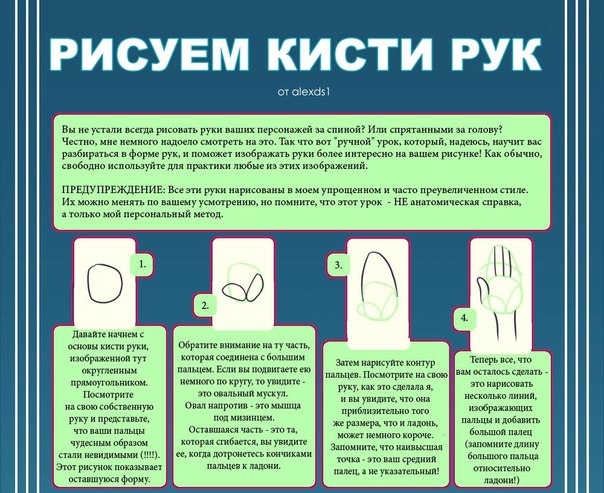 РИСУЕМ КИСТИ РУК
от alexds1
Вы не устали всегда рисовать руки ваших персонажей за спиной? Или спрятанными за голову?
Честно, мне немного надоело смотреть на это. Так что вот "ручной" урок, который, надеюсь, научит вас
разбираться в форме рук, и поможет изображать руки более интересно на вашем рисунке! Как обычно,
свободно используйте для практики любые из этих изображений.
ПРЕДУПРЕЖДЕНИЕ: Все эти руки нарисованы в моем упрощенном и часто преувеличенном стиле.
Их можно менять по вашему усмотрению, но помните, что этот урок - НЕ анатомическая справка,
а только мой персональный метод.
1.
Давайте начнем с
основы кисти руки,
изображенной тут
округленным
прямоугольником.
Посмотрите
на свою собственную
руку и представьте,
что ваши пальцы
чудесным образом
стали невидимыми (!!!!).
Этот рисунок показывает
оставшуюся форму.
2.
Обратите внимание на ту часть,
которая соединена с большим
пальцем. Если вы подвигаете ею
немного по кругу, то увидите -
это овальный мускул.
Овал напротив - это мышца
под мизинцем.
Оставшаяся часть - это та,
которая сгибается, вы увидите
ее, когда дотронетесь кончиками
пальцев к ладони.
3.
Затем нарисуйте контур
пальцев. Посмотрите на свою
руку, как это сделала я,
и вы увидите, что она
приблизительно того
же размера, что и ладонь,
может немного короче.
Запомните, что наивысшая
точка - это ваш средний
палец, а не указательный!
4.
Теперь все, что
вам осталось сделать -
это нарисовать
несколько линий,
изображающих
пальцы и добавить
большой палец
(запомните длину
большого пальца
относительно
ладони!)